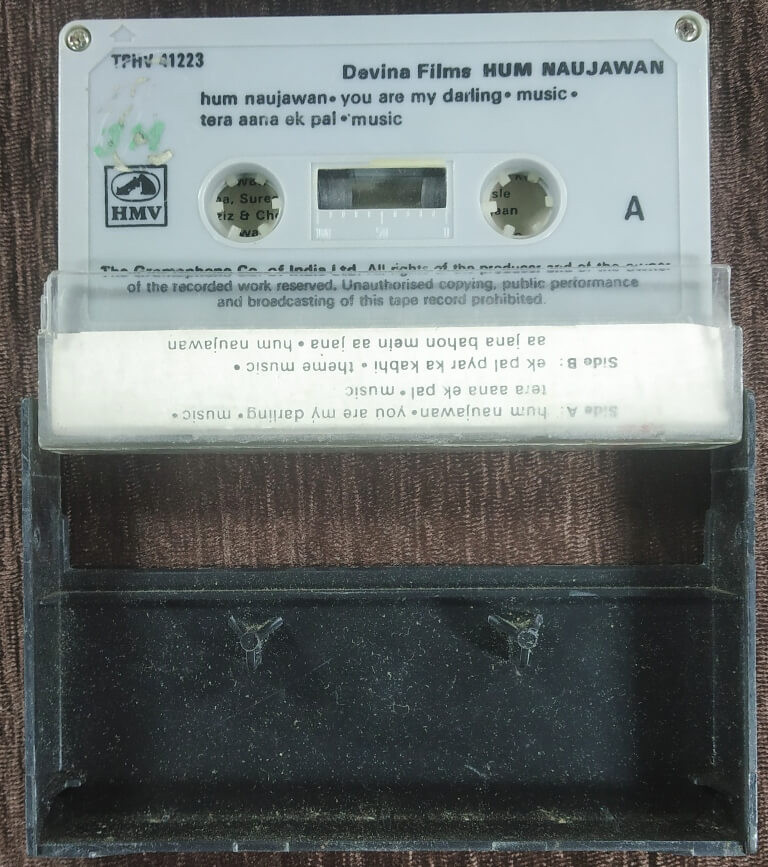 TPHV 41223
Devina Films HUM NAUJAWAN
hum naujawan• you are my darling• music•
tera aana ek pal •music
HMV
A
The Gramophone Co. of India Ltd. All rights of the producer and of the owner
of the recorded work reserved. Unauthorised copying, public performance
and broadcasting of this tape record prohibited.
Side A: hum naujawan• you are my darling • music •
tera aana ek pal • music
Side B : ek pal pyar ka kabhi • theme music •
aa jana bahon mein aa jana • hum naujawan
100 50 0